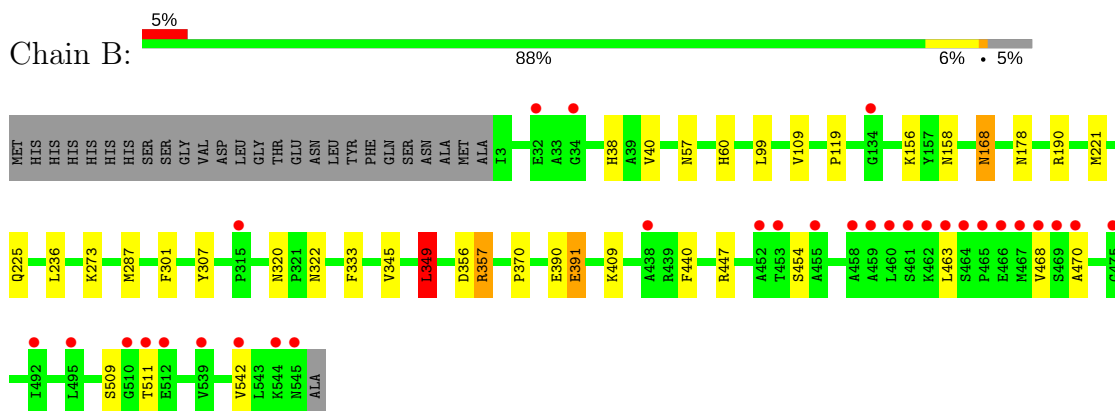 5%
Chain B:
88% 6% • 5%
MET HIS HIS HIS HIS HIS HIS SER SER GLY VAL ASP LEU GLY THR GLU ASN LEU TYR PHE GLN SER ASN ALA MET ALA I3 E32 A33 G34 H38 A39 V40 N57 H60 L99 V109 P119 G134 K156 Y157 N158 N168 N178 R190 M221
Q225 L236 K273 M287 F301 Y307 P315 N320 P321 N322 F333 V345 L349 D356 R357 P370 E390 E391 K409 A438 R439 F440 R447 A452 T453 S454 A455 A458 A459 L460 S461 K462 L463 S464 P465 E466 M467 V468 S469 A470
I492 L495 S509 G510 T511 E512 V539 V542 L543 K544 N545 ALA